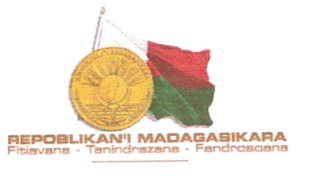 REPOBLIKAN'I MADAGASIKARA
Fitiavana - Tanindrazana - Fandrosoana